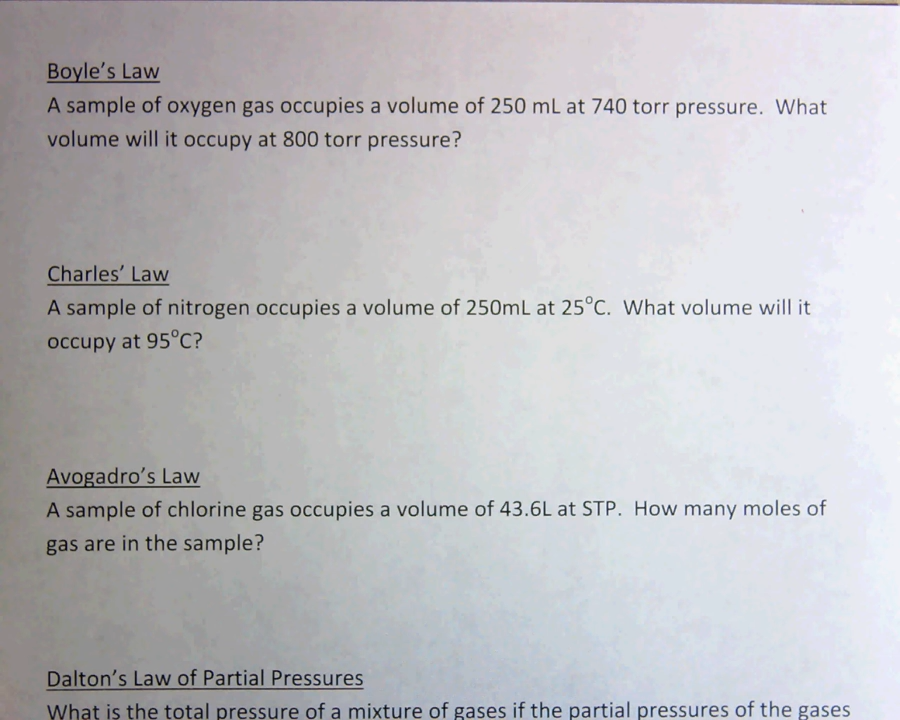 Boyle's Law
A sample of oxygen gas occupies a volume of 250 mL at 740 torr pressure.  What
volume will it occupy at 800 torr pressure?
Charles' Law
A sample of nitrogen occupies a volume of 250mL at 25°C.  What volume will it
occupy at 95°C?
Avogadro's Law
A sample of chlorine gas occupies a volume of 43.6L at STP.  How many moles of
gas are in the sample?
Dalton's Law of Partial Pressures
What is the total pressure of a mixture of gases if the partial pressures of the gases